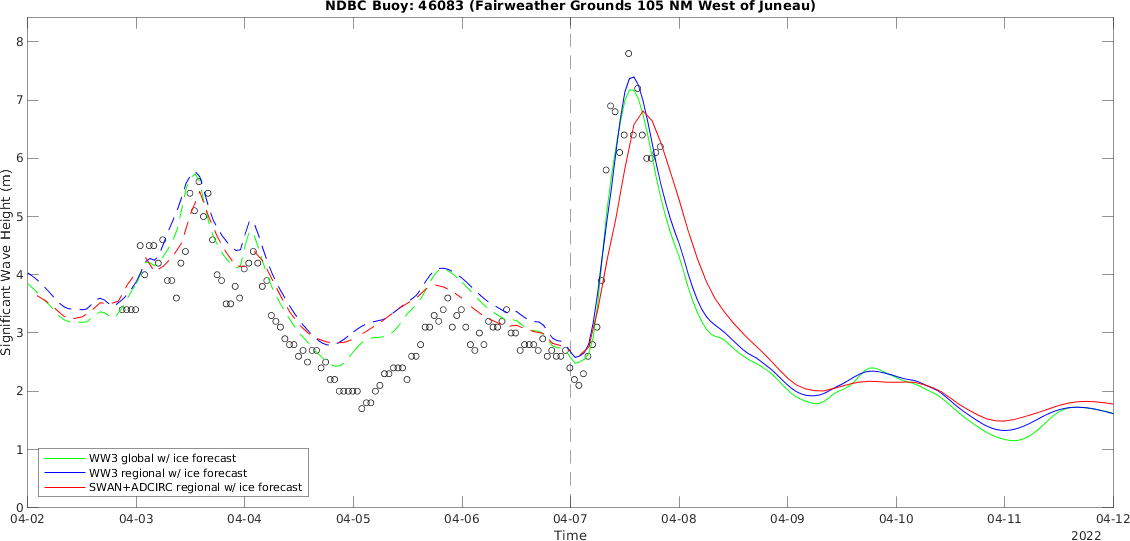 NDBC Buoy: 46083 (Fairweather Grounds 105 NM West of Juneau)
Significant Wave Height (m)
8
7
6
5
4
3
2
1
0
WW3 global w/ ice forecast
WW3 regional w/ ice forecast
SWAN+ADCIRC regional w/ ice forecast
04-02 04-03 04-04 04-05 04-06 04-07 04-08 04-09 04-10 04-11 04-12
Time
2022